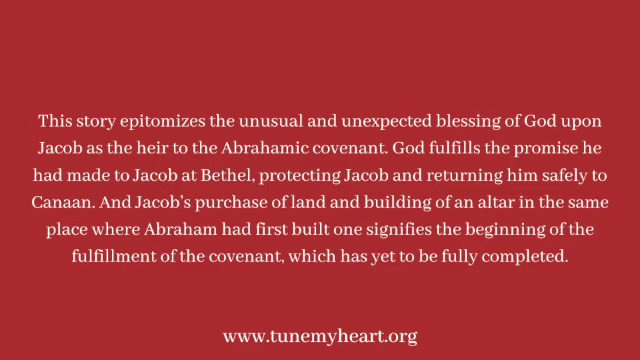 This story epitomizes the unusual and unexpected blessing of God upon
Jacob as the heir to the Abrahamic covenant. God fulfills the promise he
had made to Jacob at Bethel, protecting Jacob and returning him safely to
Canaan. And Jacob's purchase of land and building of an altar in the same
place where Abraham had first built one signifies the beginning of the
fulfillment of the covenant, which has yet to be fully completed.
www.tunemyheart.org